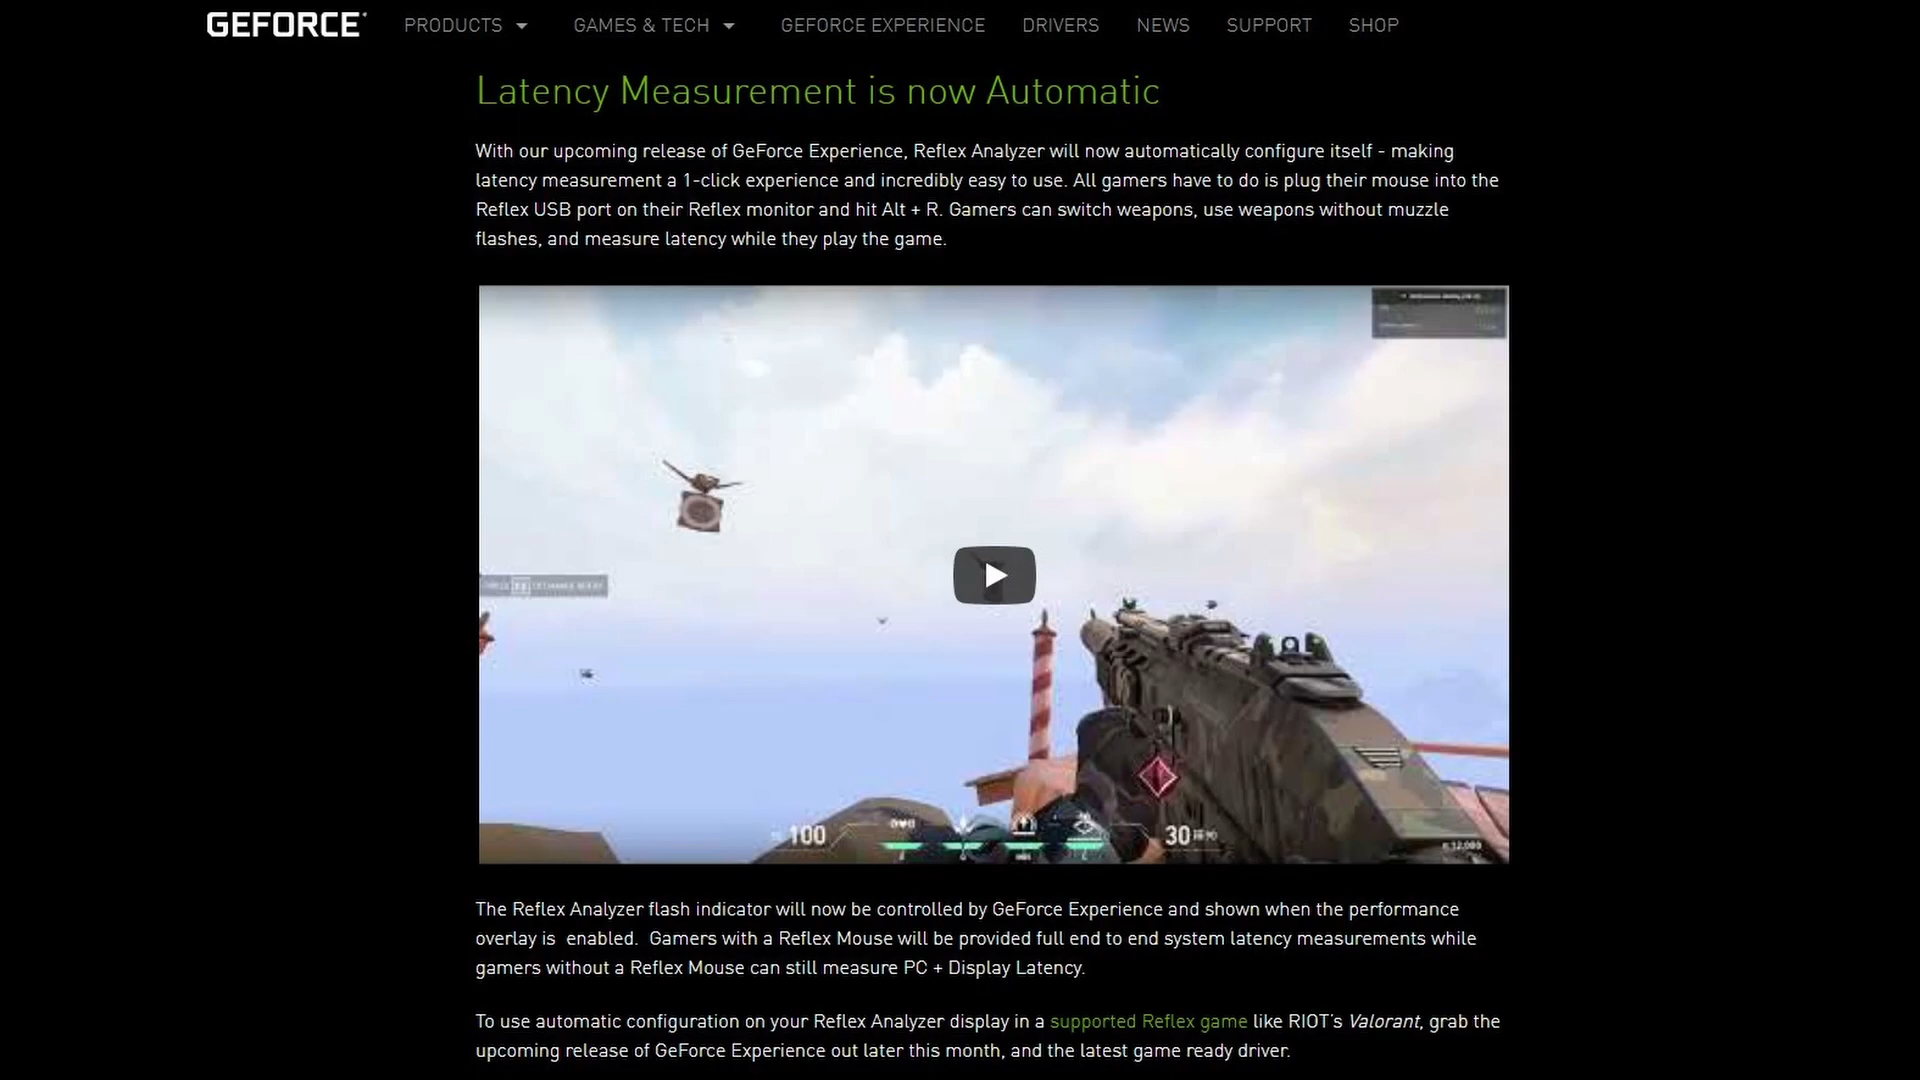 GEFORCE PRODUCTS GAMES & TECH GEFORCE EXPERIENCE DRIVERS NEWS SUPPORT SHOP
Latency Measurement is now Automatic
With our upcoming release of GeForce Experience, Reflex Analyzer will now automatically configure itself - making
latency measurement a 1-click experience and incredibly easy to use. All gamers have to do is plug their mouse into the
Reflex USB port on their Reflex monitor and hit Alt + R. Gamers can switch weapons, use weapons without muzzle
flashes, and measure latency while they play the game.
100
30
The Reflex Analyzer flash indicator will now be controlled by GeForce Experience and shown when the performance
overlay is  enabled.  Gamers with a Reflex Mouse will be provided full end to end system latency measurements while
gamers without a Reflex Mouse can still measure PC + Display Latency.
To use automatic configuration on your Reflex Analyzer display in a supported Reflex game like RIOT's Valorant, grab the
upcoming release of GeForce Experience out later this month, and the latest game ready driver.